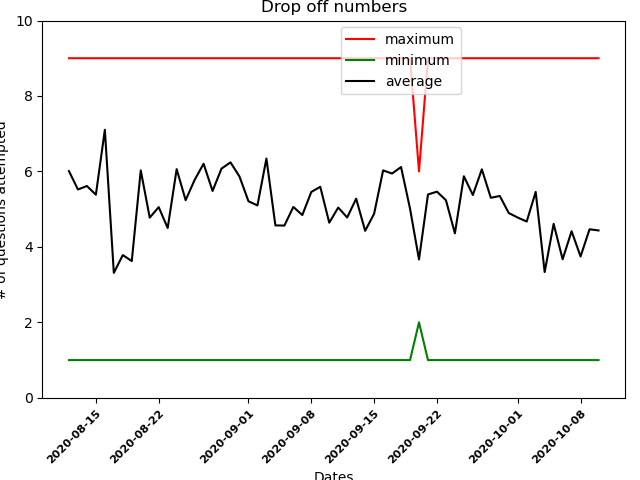 Drop off numbers
# of questions attempted
10
8
6
4
2
0
maximum
minimum
average
2020-08-15
2020-08-22
2020-09-01
2020-09-08
2020-09-15
2020-09-22
2020-10-01
2020-10-08
Dates